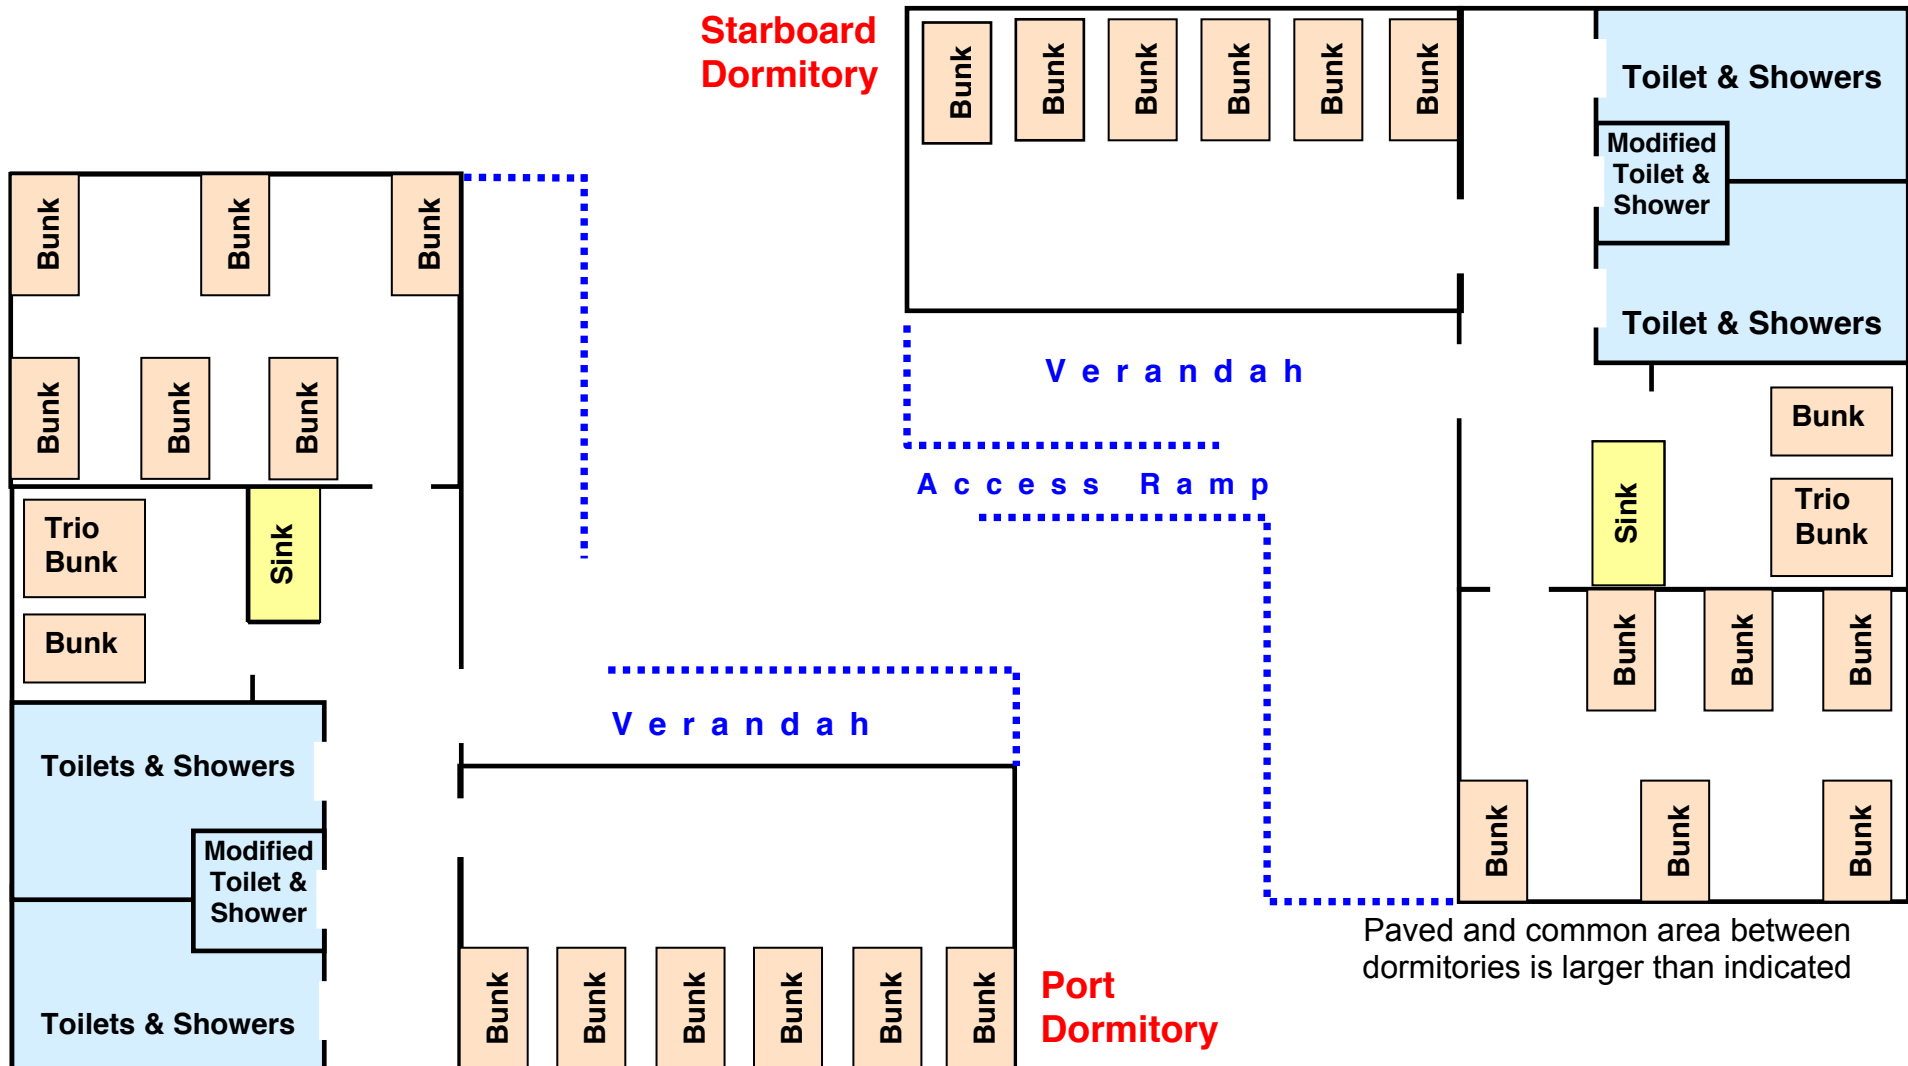 Starboard
Dormitory
Bunk
Bunk
Bunk
Bunk
Bunk
Bunk
Toilet & Showers
Modified
Toilet &
Shower
Toilet & Showers
Verandah
Access Ramp
Bunk
Trio
Bunk
Sink
Bunk
Bunk
Bunk
Bunk
Bunk
Bunk
Paved and common area between
dormitories is larger than indicated
Bunk
Bunk
Bunk
Bunk
Bunk
Bunk
Trio
Bunk
Sink
Bunk
Verandah
Toilets & Showers
Modified
Toilet &
Shower
Toilets & Showers
Bunk
Bunk
Bunk
Bunk
Bunk
Bunk
Port
Dormitory